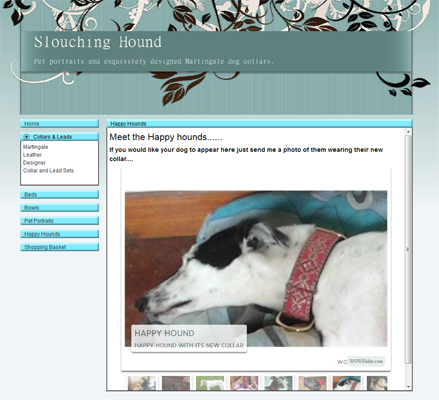 Slouching Hound
Pet portraits and exquisitely designed Martingale dog collars.
Home
Collars & Leads
Martingale
Leather
Designer
Collar and Lead Sets
Beds
Bowls
Pet Portraits
Happy Hounds
Shopping Basket
Happy Hounds
Meet the Happy hounds......
If you would like your dog to appear here just send me a photo of them wearing their new
collar....
HAPPY HOUND
HAPPY HOUND WITH ITS NEW COLLAR
WOWSlider.com